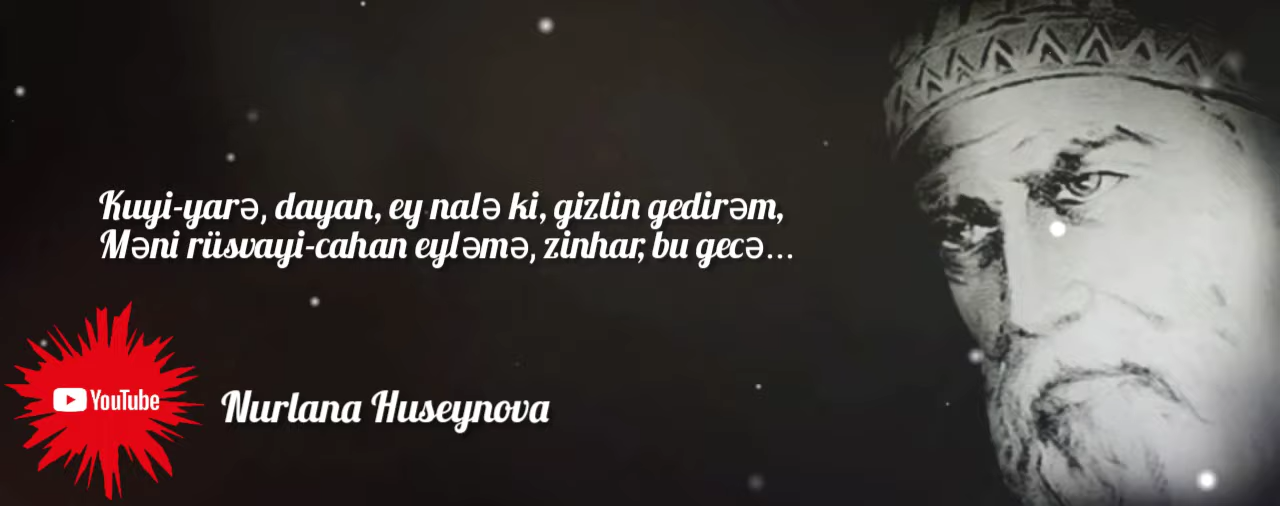 Kuyi-yarə, dayan, ey nalə ki, gizlin gedirəm,
Məni rüsvayi-cahan eyləmə, zinhar, bu gecə...
YouTube
Nurlana Huseynova